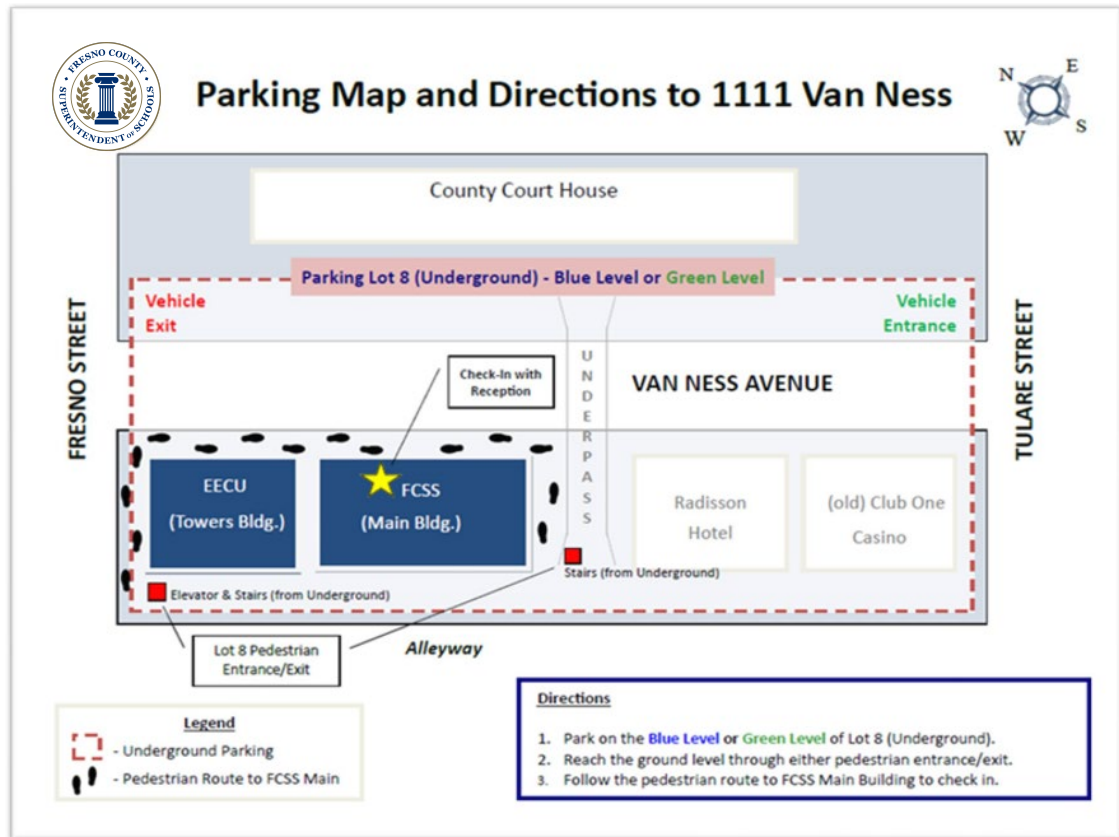 FRESNO COUNTY
SUPERINTENDENT OF SCHOOLS
Parking Map and Directions to 1111 Van Ness
N
E
W
S
County Court House
Parking Lot 8 (Underground) - Blue Level or Green Level
Vehicle
Exit
Vehicle
Entrance
FRESNO STREET
TULARE STREET
Check-In with
Reception
UNDERPASS
VAN NESS AVENUE
EECU
(Towers Bldg.)
FCSS
(Main Bldg.)
Radisson
Hotel
(old) Club One
Casino
Stairs (from Underground)
Elevator & Stairs (from Underground)
Lot 8 Pedestrian
Entrance/Exit
Alleyway
Legend
- Underground Parking
- Pedestrian Route to FCSS Main
Directions
1. Park on the Blue Level or Green Level of Lot 8 (Underground).
2. Reach the ground level through either pedestrian entrance/exit.
3. Follow the pedestrian route to FCSS Main Building to check in.